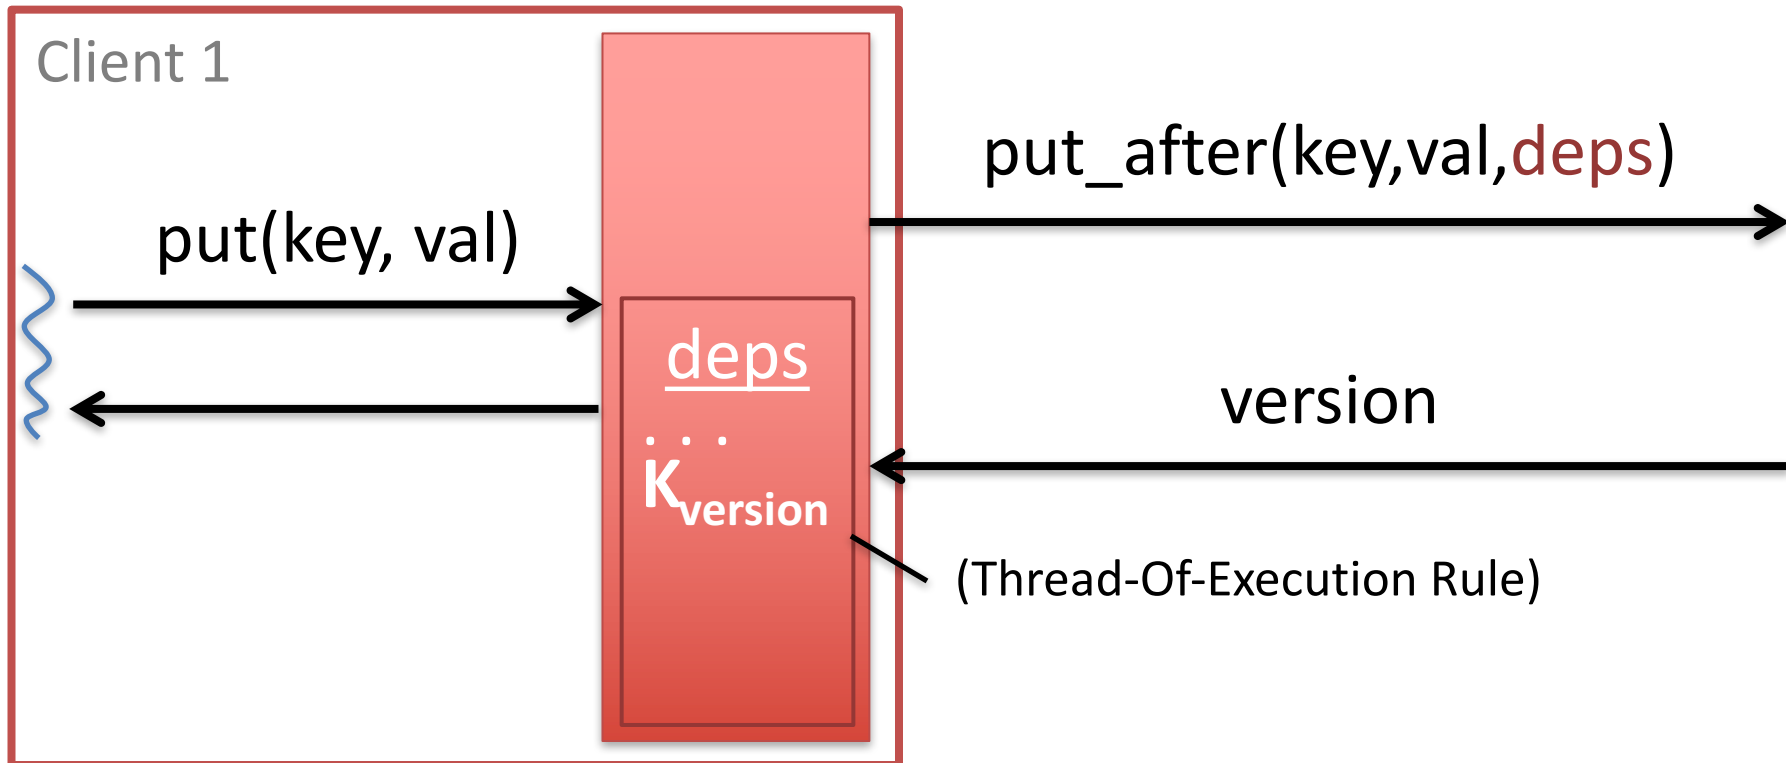 Client 1
put_after(key,val,deps)
put(key, val)
deps
. . .
Kversion
version
(Thread-Of-Execution Rule)